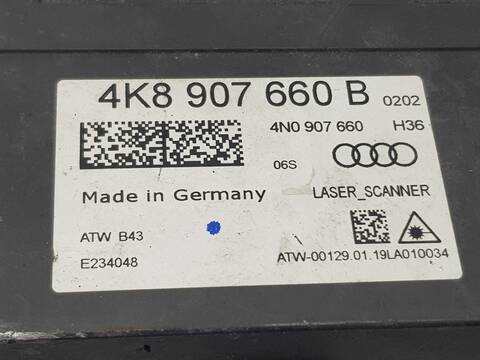 4K8 907 660 B 0202
4N0 907 660 H36
06S
Made in Germany
LASER_SCANNER
ATW B43
E234048
ATW-00129.01.19LA010034